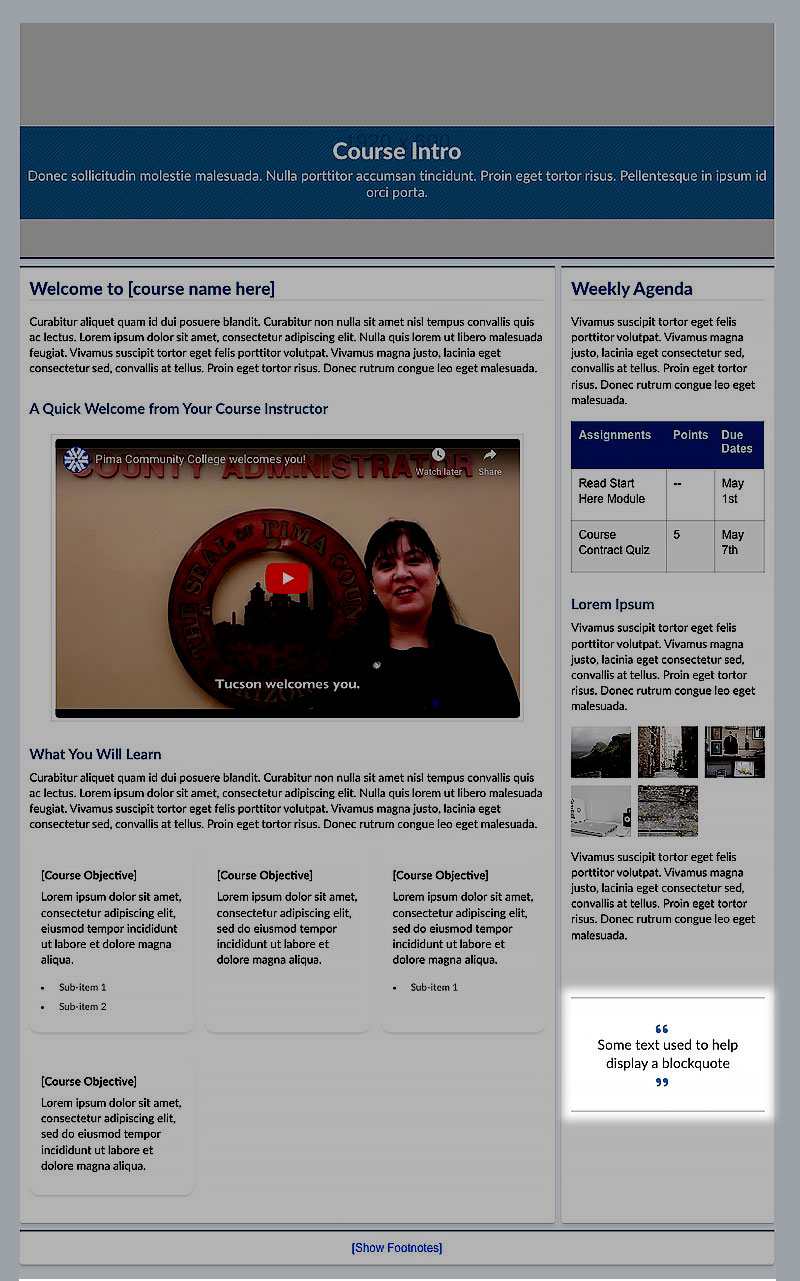 Course Intro
Donec sollicitudin molestie malesuada. Nulla porttitor accumsan tincidunt. Proin eget tortor risus. Pellentesque in ipsum id
orci porta.
Welcome to [course name here]
Curabitur aliquet quam id dui posuere blandit. Curabitur non nulla sit amet nisl tempus convallis quis
ac lectus. Lorem ipsum dolor sit amet, consectetur adipiscing elit. Nulla quis lorem ut libero malesuada
feugiat. Vivamus suscipit tortor eget felis porttitor volutpat. Vivamus magna justo, lacinia eget
consectetur sed, convallis at tellus. Proin eget tortor risus. Donec rutrum congue leo eget malesuada.
A Quick Welcome from Your Course Instructor
COUNTY ADMINISTRATOR
Pima Community College welcomes you!
Watch later
Share
THE SEAL OF PIMA COUN
Tucson welcomes you.
What You Will Learn
Curabitur aliquet quam id dui posuere blandit. Curabitur non nulla sit amet nisl tempus convallis quis
ac lectus. Lorem ipsum dolor sit amet, consectetur adipiscing elit. Nulla quis lorem ut libero malesuada
feugiat. Vivamus suscipit tortor eget felis porttitor volutpat. Vivamus magna justo, lacinia eget
consectetur sed, convallis at tellus. Proin eget tortor risus. Donec rutrum congue leo eget malesuada.
[Course Objective]
Lorem ipsum dolor sit amet,
consectetur adipiscing elit,
eiusmod tempor incididunt
ut labore et dolore magna
aliqua.
• Sub-item 1
• Sub-item 2
[Course Objective]
Lorem ipsum dolor sit amet,
consectetur adipiscing elit,
sed do eiusmod tempor
incididunt ut labore et
dolore magna aliqua.
[Course Objective]
Lorem ipsum dolor sit amet,
consectetur adipiscing elit,
sed do eiusmod tempor
incididunt ut labore et
dolore magna aliqua.
• Sub-item 1
[Course Objective]
Lorem ipsum dolor sit amet,
consectetur adipiscing elit,
sed do eiusmod tempor
incididunt ut labore et
dolore magna aliqua.
Weekly Agenda
Vivamus suscipit tortor eget felis
porttitor volutpat. Vivamus magna
justo, lacinia eget consectetur sed,
convallis at tellus. Proin eget tortor
risus. Donec rutrum congue leo eget
malesuada.
Assignments Points Due
Dates
Read Start -- May
Here Module 1st
Course 5 May
Contract Quiz 7th
Lorem Ipsum
Vivamus suscipit tortor eget felis
porttitor volutpat. Vivamus magna
justo, lacinia eget consectetur sed,
convallis at tellus. Proin eget tortor
risus. Donec rutrum congue leo eget
malesuada.
Vivamus suscipit tortor eget felis
porttitor volutpat. Vivamus magna
justo, lacinia eget consectetur sed,
convallis at tellus. Proin eget tortor
risus. Donec rutrum congue leo eget
malesuada.
“
Some text used to help
display a blockquote
”
[Show Footnotes]